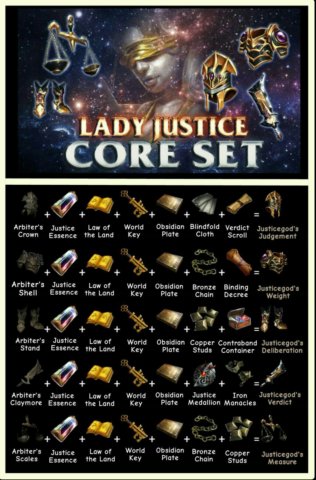 LADY JUSTICE
CORE SET
Arbiter's Crown + Justice Essence + Law of the Land + World Key + Obsidian Plate + Blindfold Cloth + Verdict Scroll = Justicegod's Judgement
Arbiter's Shell + Justice Essence + Law of the Land + World Key + Obsidian Plate + Bronze Chain + Binding Decree = Justicegod's Weight
Arbiter's Stand + Justice Essence + Law of the Land + World Key + Obsidian Plate + Copper Studs + Contraband Container = Justicegod's Deliberation
Arbiter's Claymore + Justice Essence + Law of the Land + World Key + Obsidian Plate + Justice Medallion + Iron Manacles = Justicegod's Verdict
Arbiter's Scales + Justice Essence + Law of the Land + World Key + Obsidian Plate + Bronze Chain + Copper Studs = Justicegod's Measure